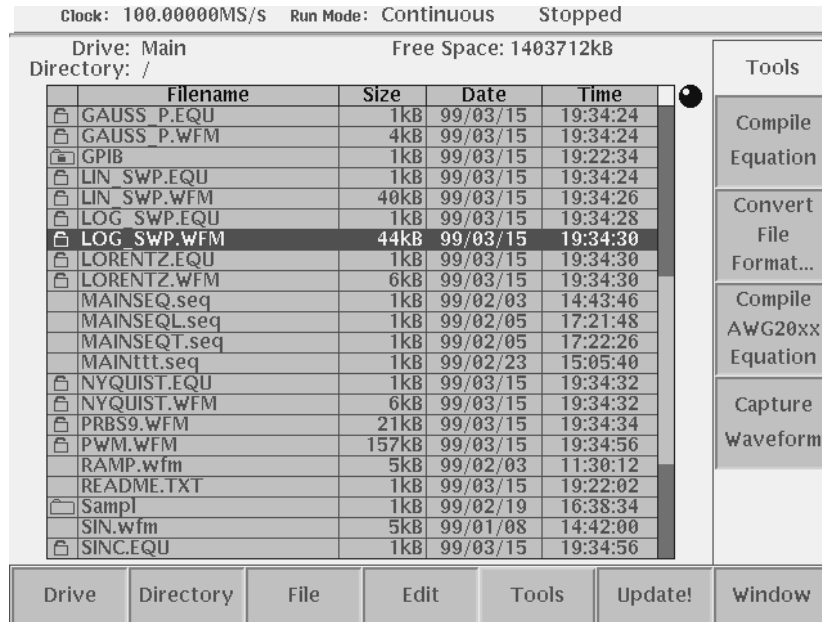 Clock: 100.00000MS/s Run Mode: Continuous Stopped
Drive: Main Free Space: 1403712kB
Directory: /
Filename Size Date Time
GAUSS_P.EQU 1kB 99/03/15 19:34:24
GAUSS_P.WFM 4kB 99/03/15 19:34:24
GPIB 1kB 99/03/15 19:22:34
LIN_SWP.EQU 1kB 99/03/15 19:34:24
LIN_SWP.WFM 40kB 99/03/15 19:34:26
LOG_SWP.EQU 1kB 99/03/15 19:34:28
LOG_SWP.WFM 44kB 99/03/15 19:34:30
LORENTZ.EQU 1kB 99/03/15 19:34:30
LORENTZ.WFM 6kB 99/03/15 19:34:30
MAINSEQ.seq 1kB 99/02/03 14:43:46
MAINSEQL.seq 1kB 99/02/05 17:21:48
MAINSEQT.seq 1kB 99/02/05 17:22:26
MAINttt.seq 1kB 99/02/23 15:05:40
NYQUIST.EQU 1kB 99/03/15 19:34:32
NYQUIST.WFM 6kB 99/03/15 19:34:32
PRBS9.WFM 21kB 99/03/15 19:34:34
PWM.WFM 157kB 99/03/15 19:34:56
RAMP.wfm 5kB 99/02/03 11:30:12
README.TXT 1kB 99/03/15 19:22:02
Sampl 1kB 99/02/19 16:38:34
SIN.wfm 5kB 99/01/08 14:42:00
SINC.EQU 1kB 99/03/15 19:34:56
Tools
Compile
Equation
Convert
File
Format...
Compile
AWG20xx
Equation
Capture
Waveform
Drive Directory File Edit Tools Update! Window